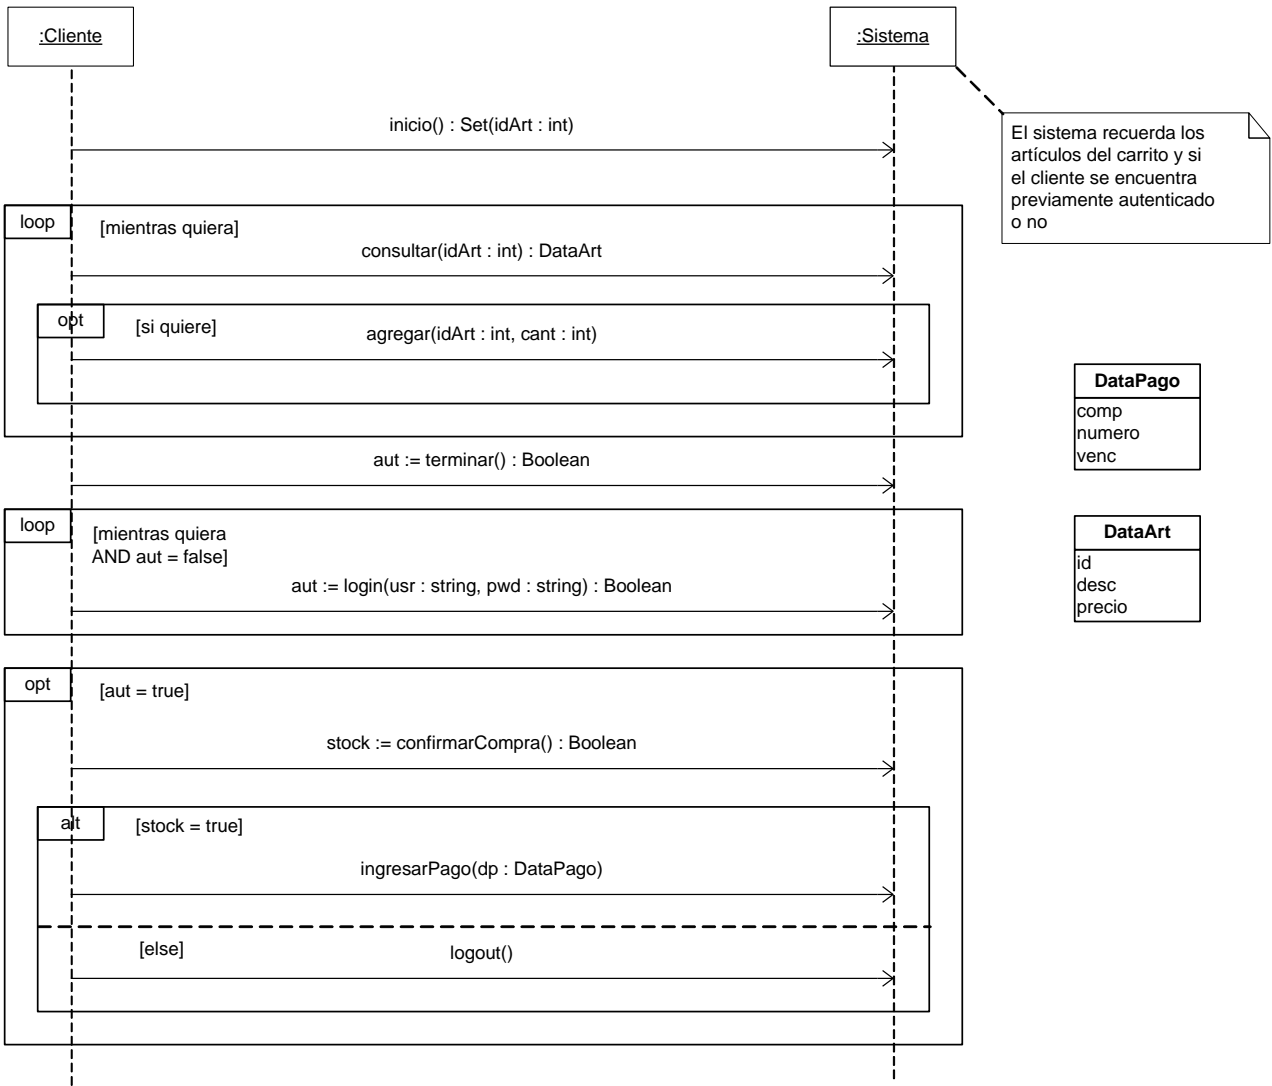 :Cliente
:Sistema
inicio() : Set(idArt : int)
El sistema recuerda los
artículos del carrito y si
el cliente se encuentra
previamente autenticado
o no
loop
[mientras quiera]
consultar(idArt : int) : DataArt
opt
[si quiere]
agregar(idArt : int, cant : int)
DataPago
comp
numero
venc
aut := terminar() : Boolean
loop
[mientras quiera
AND aut = false]
aut := login(usr : string, pwd : string) : Boolean
DataArt
id
desc
precio
opt
[aut = true]
stock := confirmarCompra() : Boolean
alt
[stock = true]
ingresarPago(dp : DataPago)
[else]
logout()